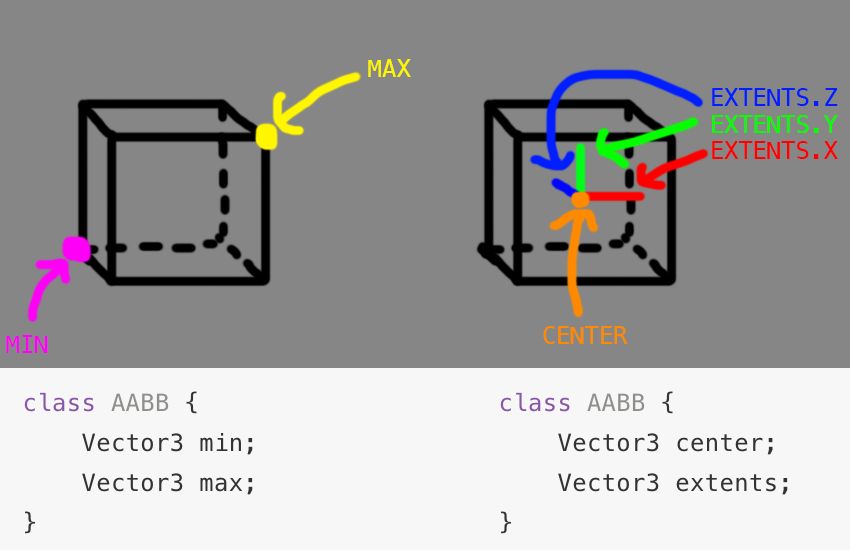 MAX
MIN
EXTENTS.Z
EXTENTS.Y
EXTENTS.X
CENTER
class AABB {
    Vector3 min;
    Vector3 max;
}
class AABB {
    Vector3 center;
    Vector3 extents;
}